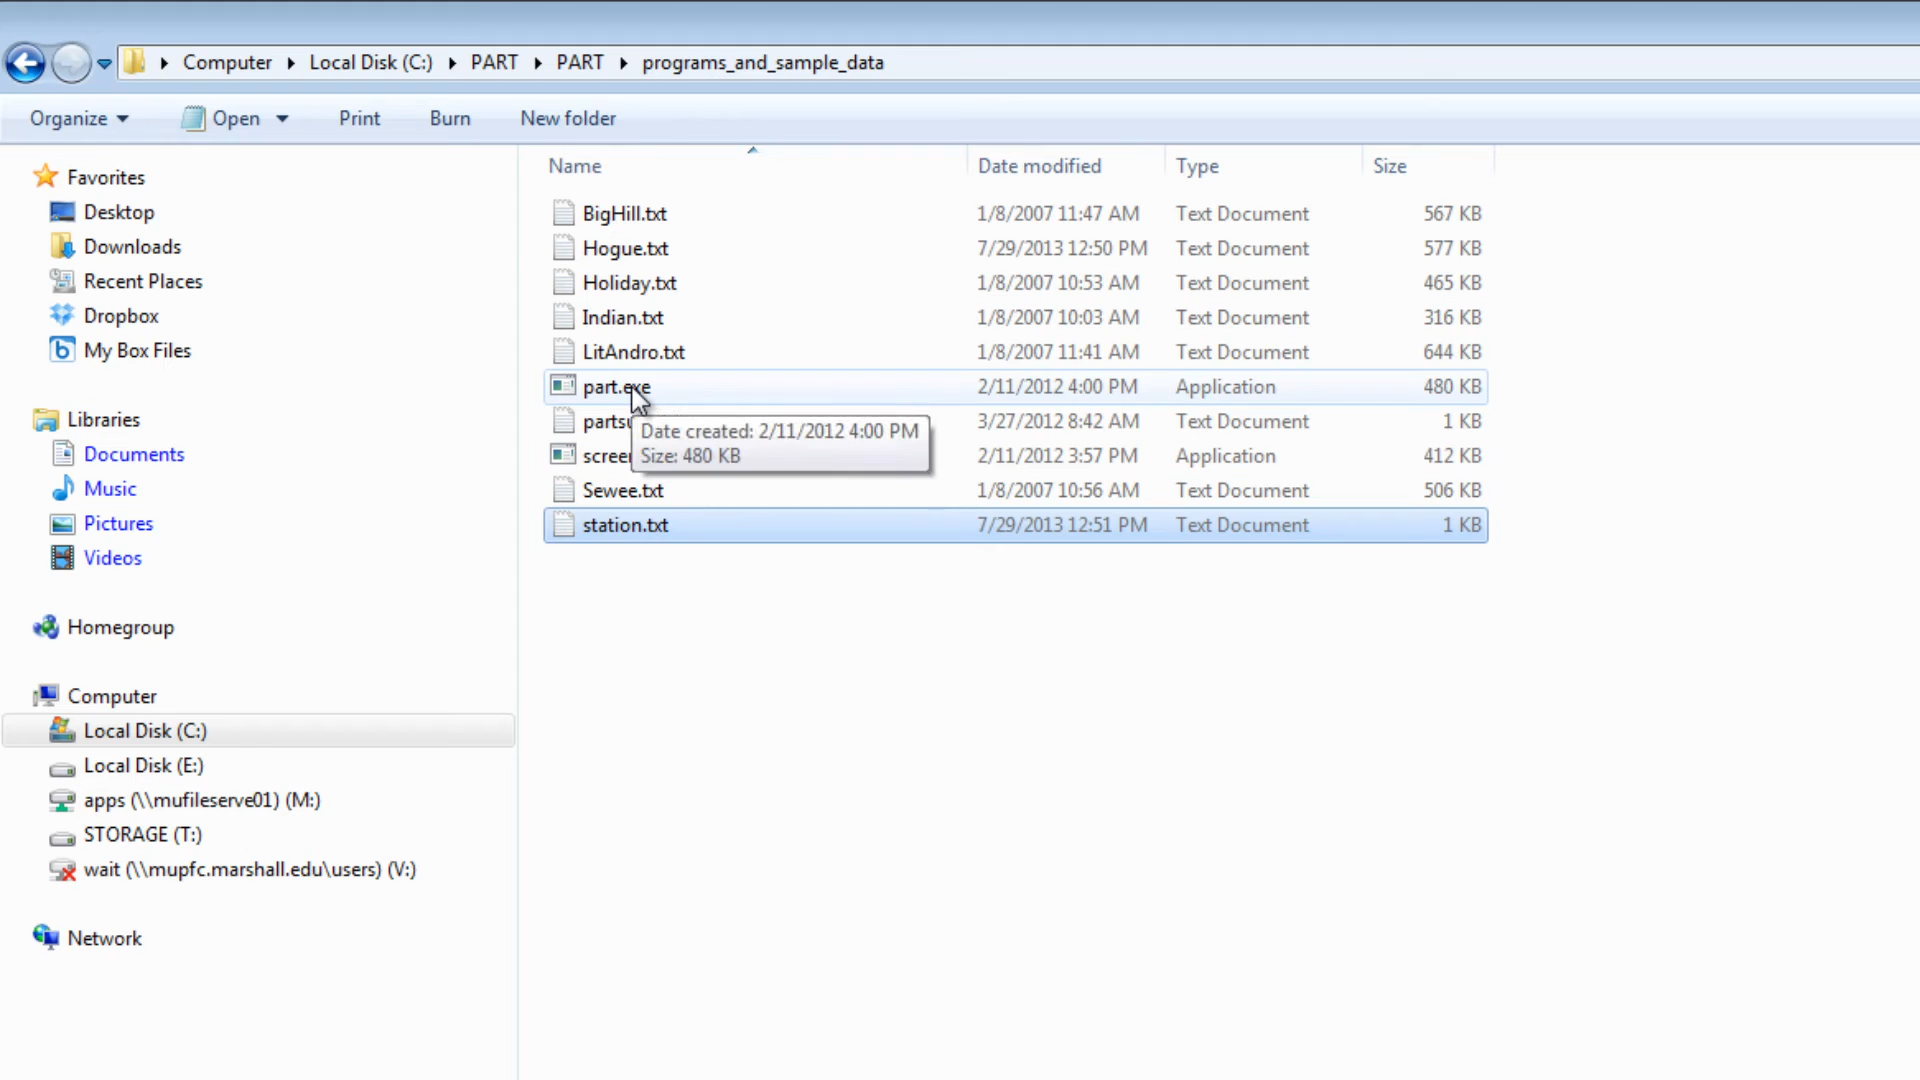 Computer Local Disk (C:) PART PART programs_and_sample_data
Organize Open Print Burn New folder
Favorites
Desktop
Downloads
Recent Places
Dropbox
My Box Files
Libraries
Documents
Music
Pictures
Videos
Homegroup
Computer
Local Disk (C:)
Local Disk (E:)
apps (\\mufileserve01) (M:)
STORAGE (T:)
wait (\\mupfc.marshall.edu\users) (V:)
Network
Name Date modified Type Size
BigHill.txt 1/8/2007 11:47 AM Text Document 567 KB
Hogue.txt 7/29/2013 12:50 PM Text Document 577 KB
Holiday.txt 1/8/2007 10:53 AM Text Document 465 KB
Indian.txt 1/8/2007 10:03 AM Text Document 316 KB
LitAndro.txt 1/8/2007 11:41 AM Text Document 644 KB
part.exe 2/11/2012 4:00 PM Application 480 KB
3/27/2012 8:42 AM Text Document 1 KB
2/11/2012 3:57 PM Application 412 KB
Sewee.txt 1/8/2007 10:56 AM Text Document 506 KB
station.txt 7/29/2013 12:51 PM Text Document 1 KB
Date created: 2/11/2012 4:00 PM
Size: 480 KB